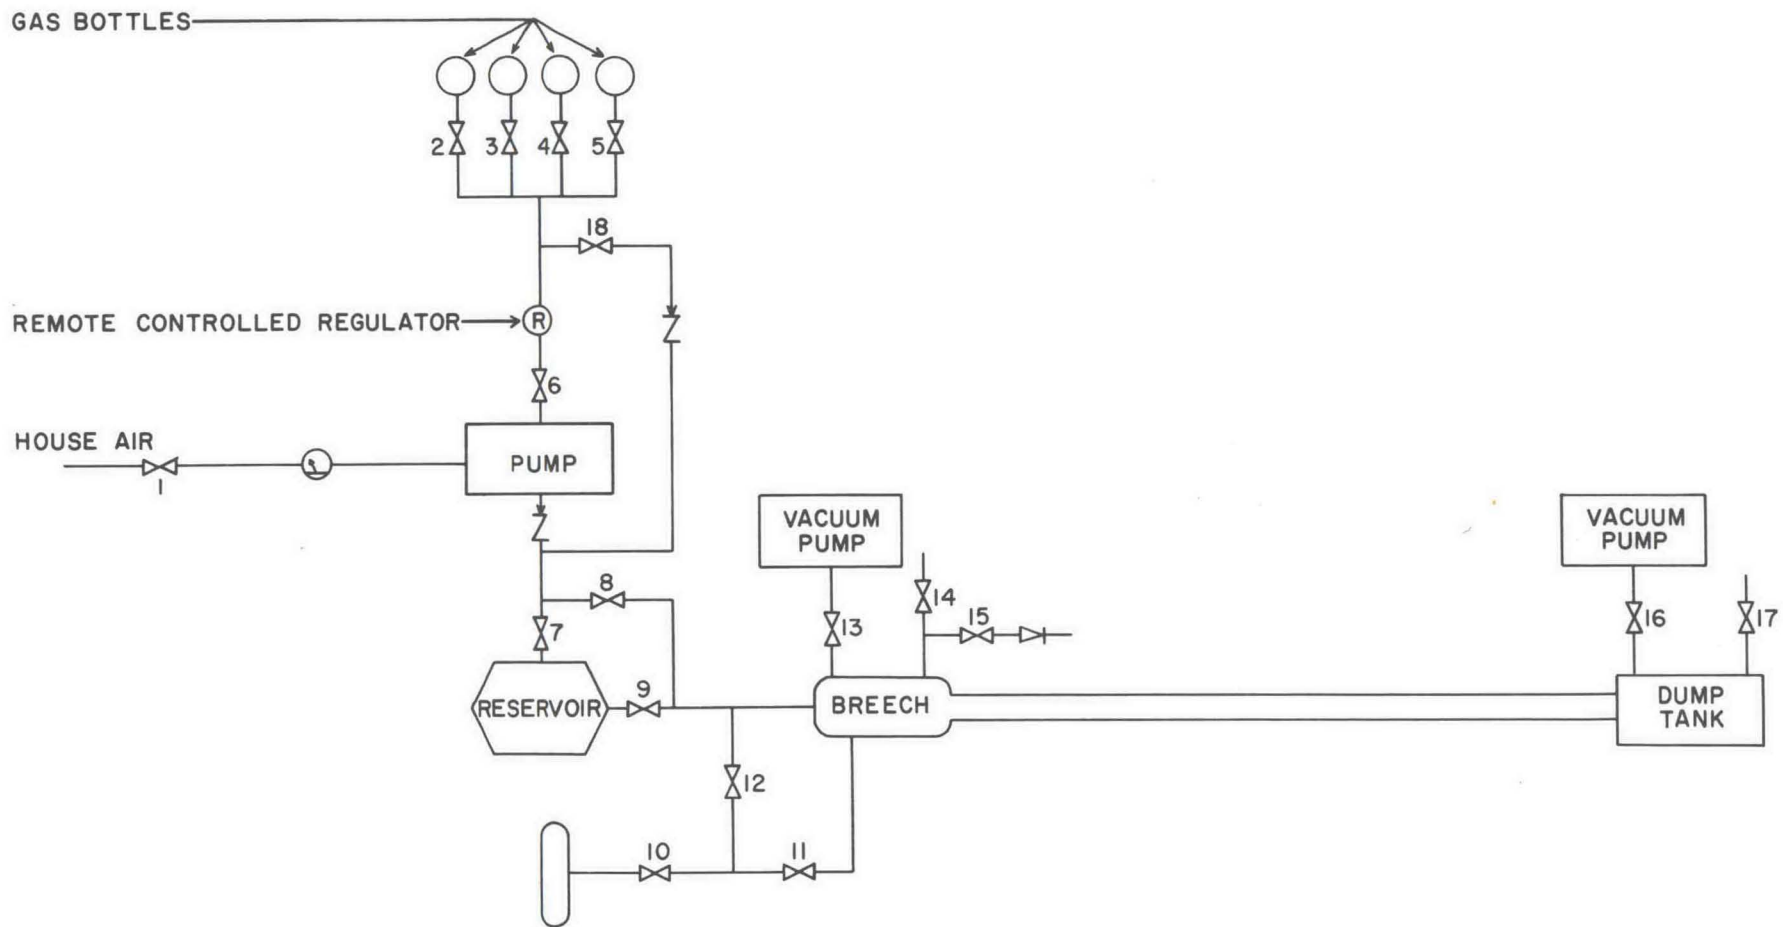 GAS BOTTLES
2
3
4
5
18
REMOTE CONTROLLED REGULATOR
R
6
HOUSE AIR
1
PUMP
VACUUM
PUMP
VACUUM
PUMP
8
14
7
13
15
16
17
9
RESERVOIR
BREECH
DUMP
TANK
12
10
11